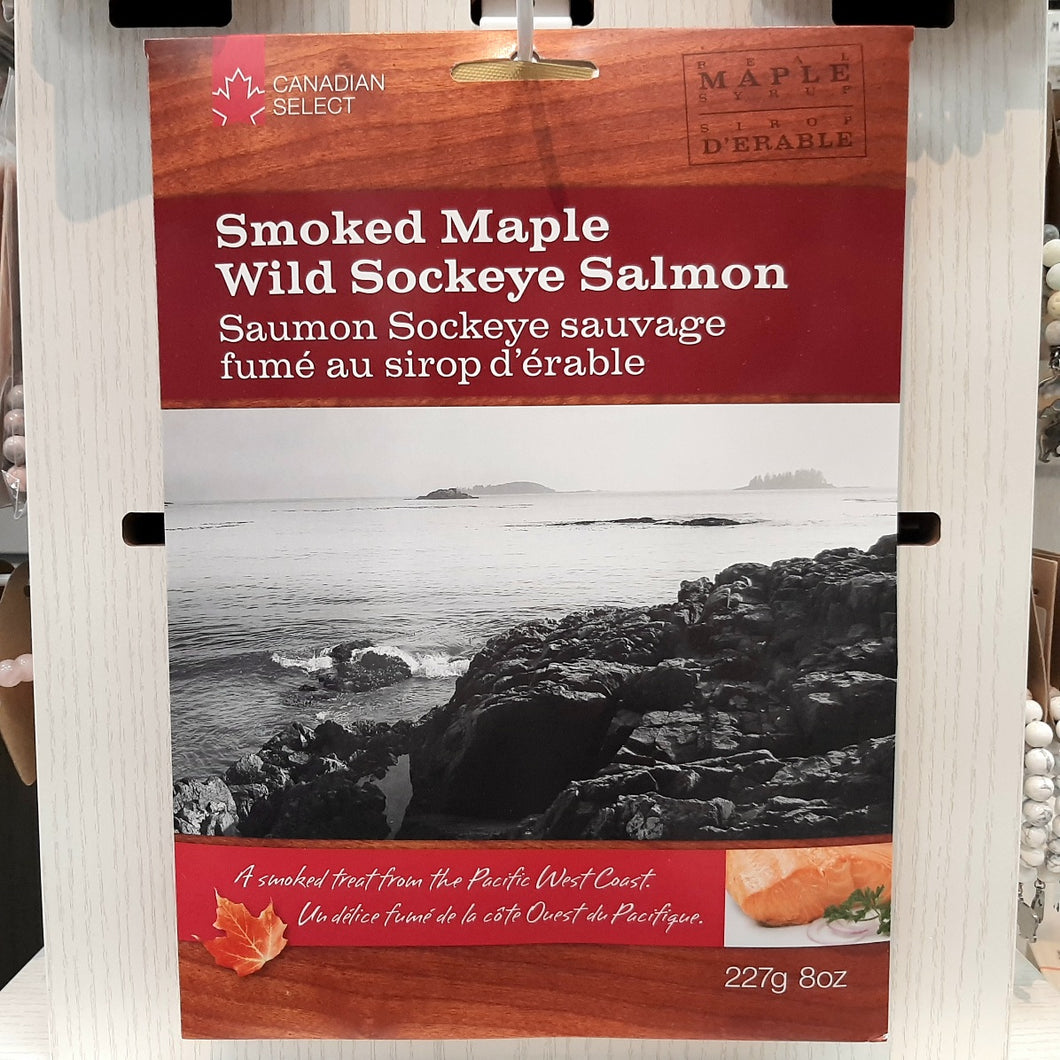 CANADIAN
SELECT
REAL
MAPLE
SYRUP
SIROP
D'ERABLE
Smoked Maple
Wild Sockeye Salmon
Saumon Sockeye sauvage
fumé au sirop d'érable
A smoked treat from the Pacific West Coast.
Un délice fumé de la côte Ouest du Pacifique.
227g 8oz